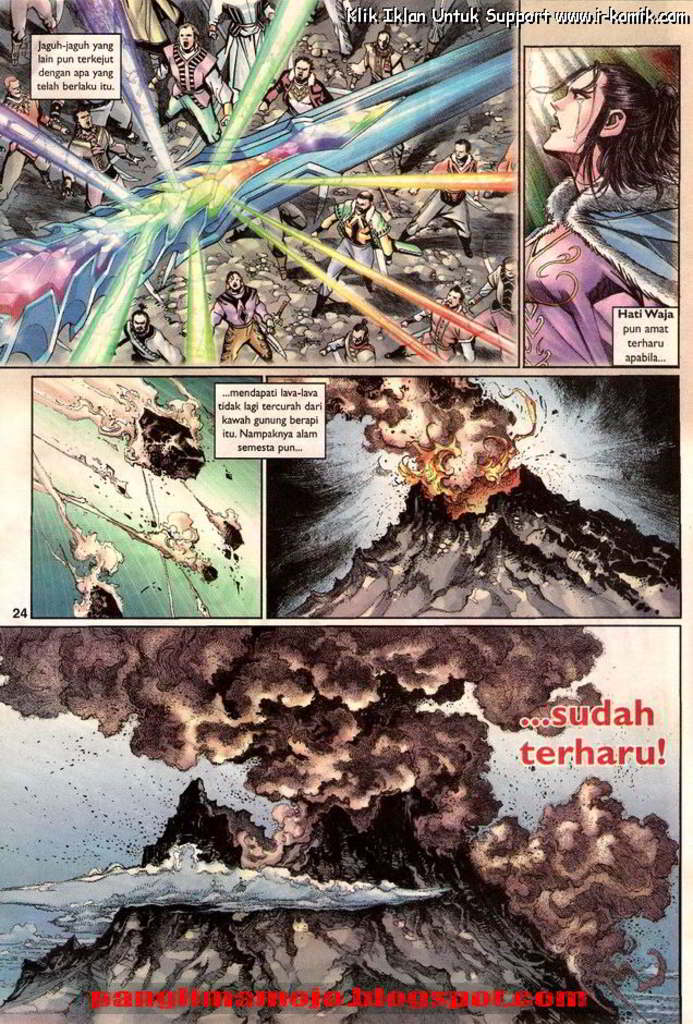 Klik Iklan Untuk Support www.ir-komik.com
Jaguh-jaguh yang
lain pun terkejut
dengan apa yang
telah berlaku itu.
Hati Waja
pun amat
terharu
apabila...
...mendapati lava-lava
tidak lagi tercurah dari
kawah gunung berapi
itu. Nampaknya alam
semesta pun...
24
...sudah
terharu!
pangltmamojo.blogspot.com